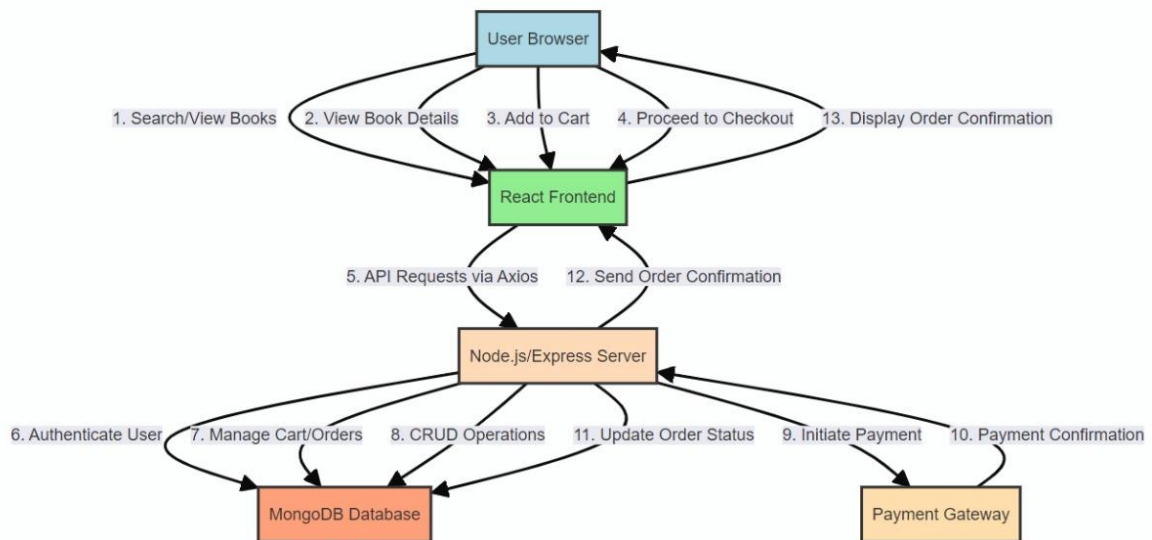 User Browser
1. Search/View Books
2. View Book Details
3. Add to Cart
4. Proceed to Checkout
13. Display Order Confirmation
React Frontend
5. API Requests via Axios
12. Send Order Confirmation
Node.js/Express Server
6. Authenticate User
7. Manage Cart/Orders
8. CRUD Operations
11. Update Order Status
9. Initiate Payment
10. Payment Confirmation
MongoDB Database
Payment Gateway